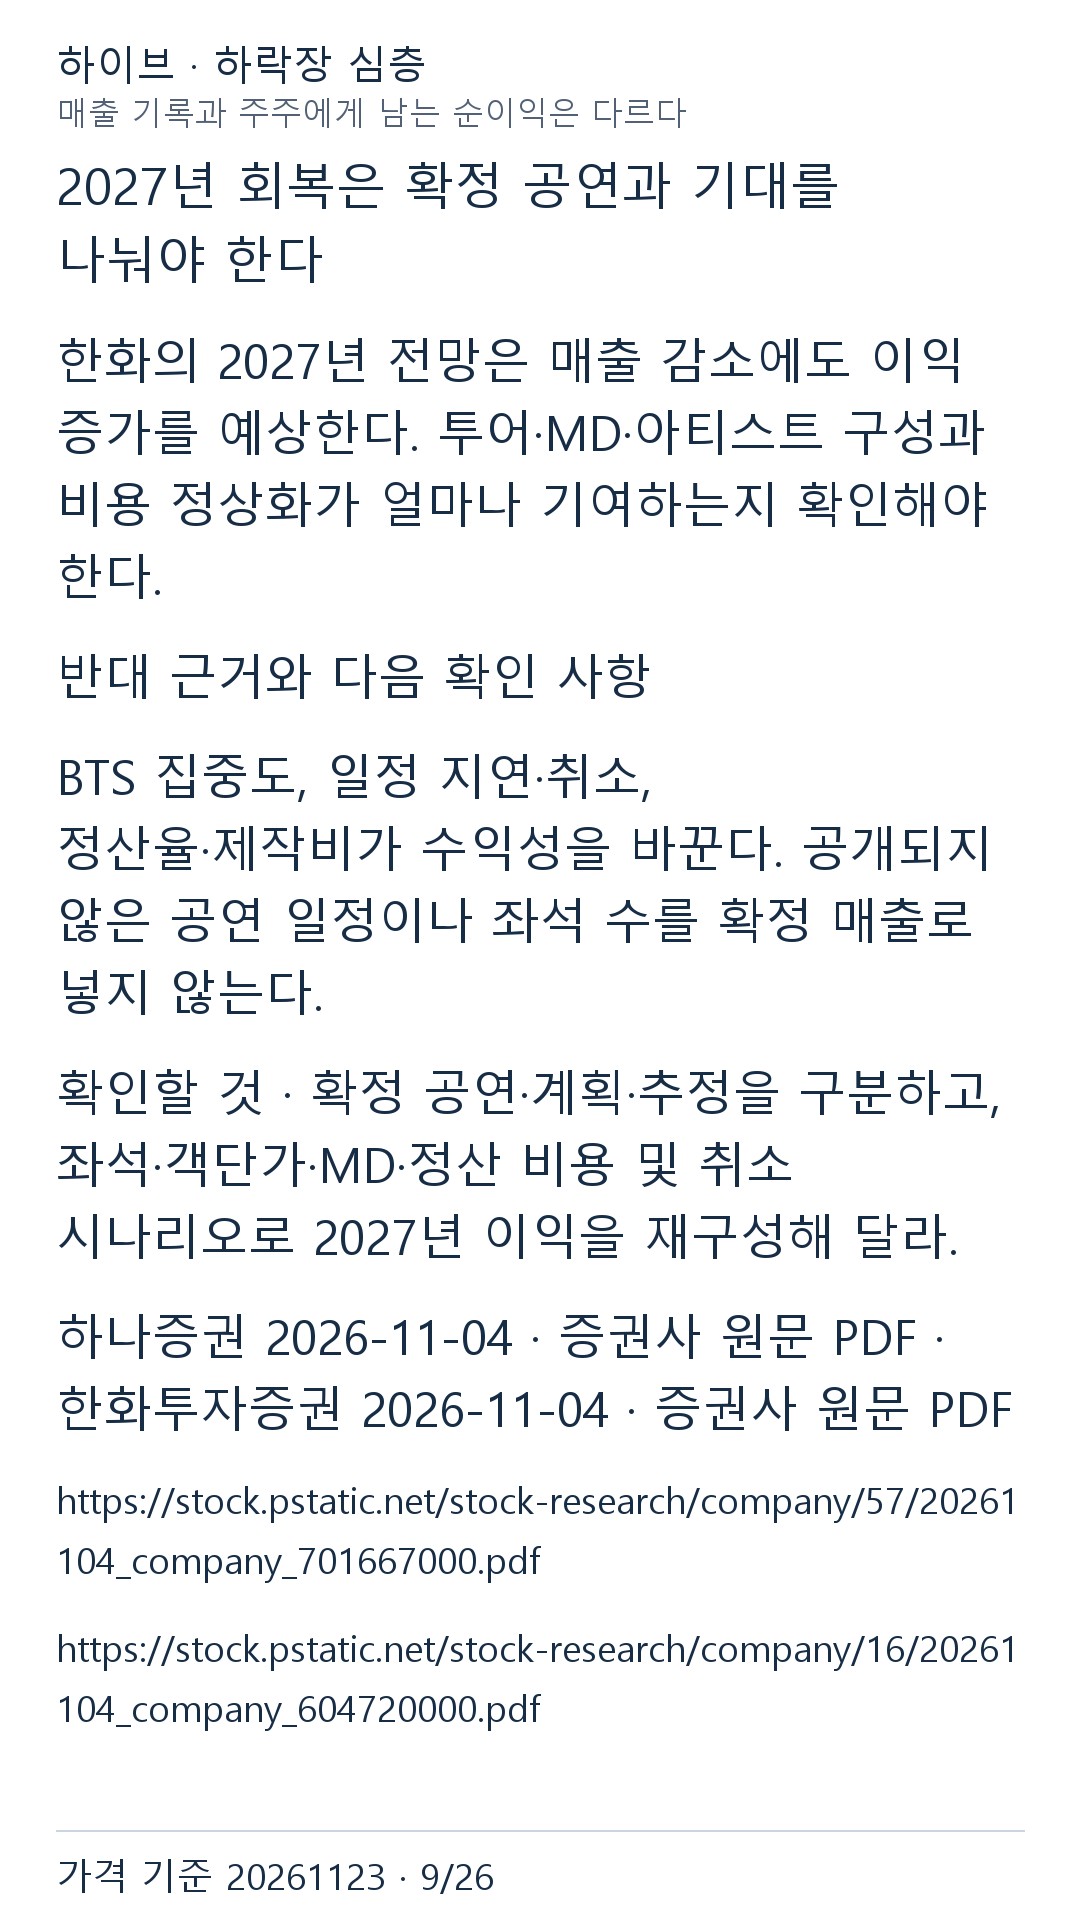 하이브 · 하락장 심층
매출 기록과 주주에게 남는 순이익은 다르다
2027년 회복은 확정 공연과 기대를
나눠야 한다
한화의 2027년 전망은 매출 감소에도 이익
증가를 예상한다. 투어·MD·아티스트 구성과
비용 정상화가 얼마나 기여하는지 확인해야
한다.
반대 근거와 다음 확인 사항
BTS 집중도, 일정 지연·취소,
정산율·제작비가 수익성을 바꾼다. 공개되지
않은 공연 일정이나 좌석 수를 확정 매출로
넣지 않는다.
확인할 것 · 확정 공연·계획·추정을 구분하고,
좌석·객단가·MD·정산 비용 및 취소
시나리오로 2027년 이익을 재구성해 달라.
하나증권 2026-11-04 · 증권사 원문 PDF ·
한화투자증권 2026-11-04 · 증권사 원문 PDF
https://stock.pstatic.net/stock-research/company/57/20261
104_company_701667000.pdf
https://stock.pstatic.net/stock-research/company/16/20261
104_company_604720000.pdf
가격 기준 20261123 · 9/26